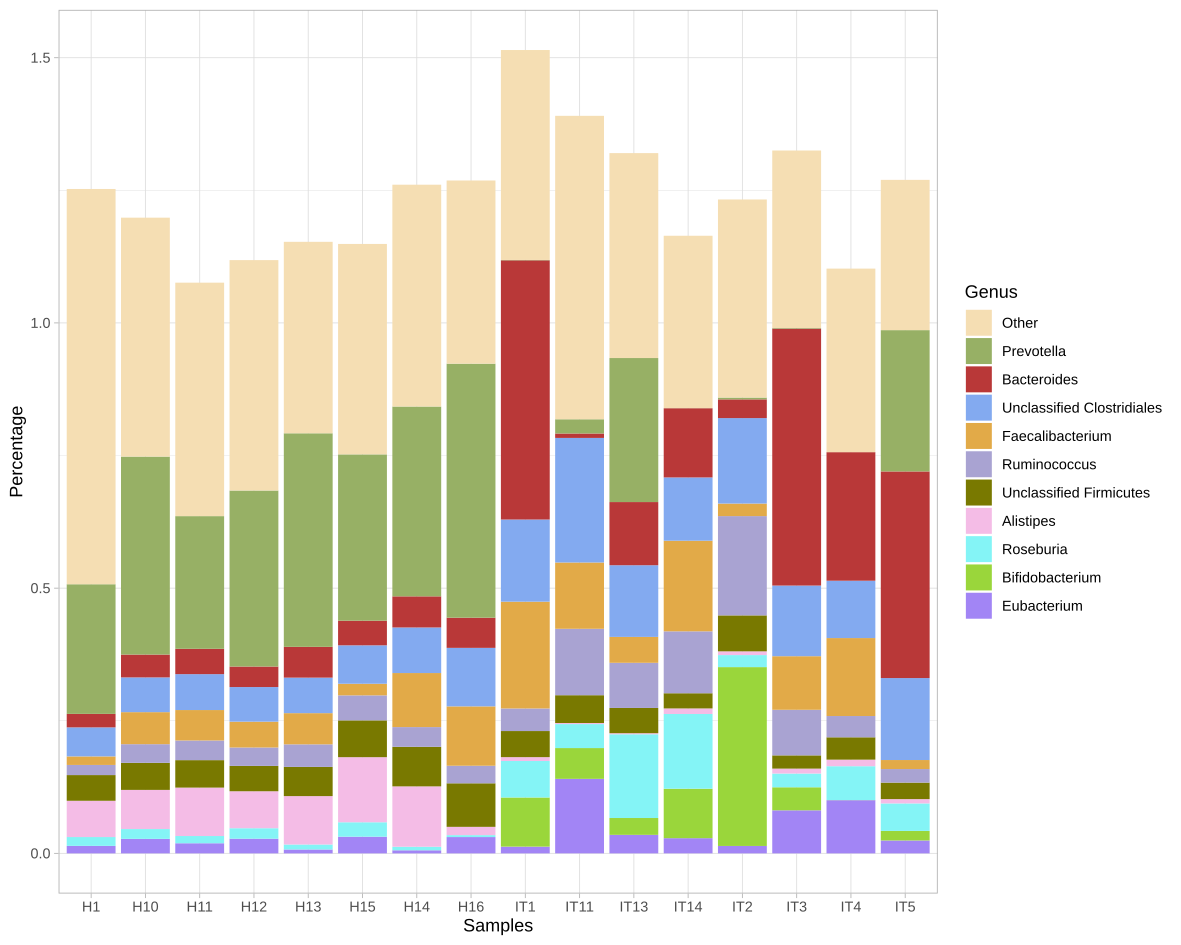 1.5
1.0
0.5
0.0
Percentage
H1 H10 H11 H12 H13 H15 H14 H16 IT1 IT11 IT13 IT14 IT2 IT3 IT4 IT5
Samples
Genus
Other
Prevotella
Bacteroides
Unclassified Clostridiales
Faecalibacterium
Ruminococcus
Unclassified Firmicutes
Alistipes
Roseburia
Bifidobacterium
Eubacterium